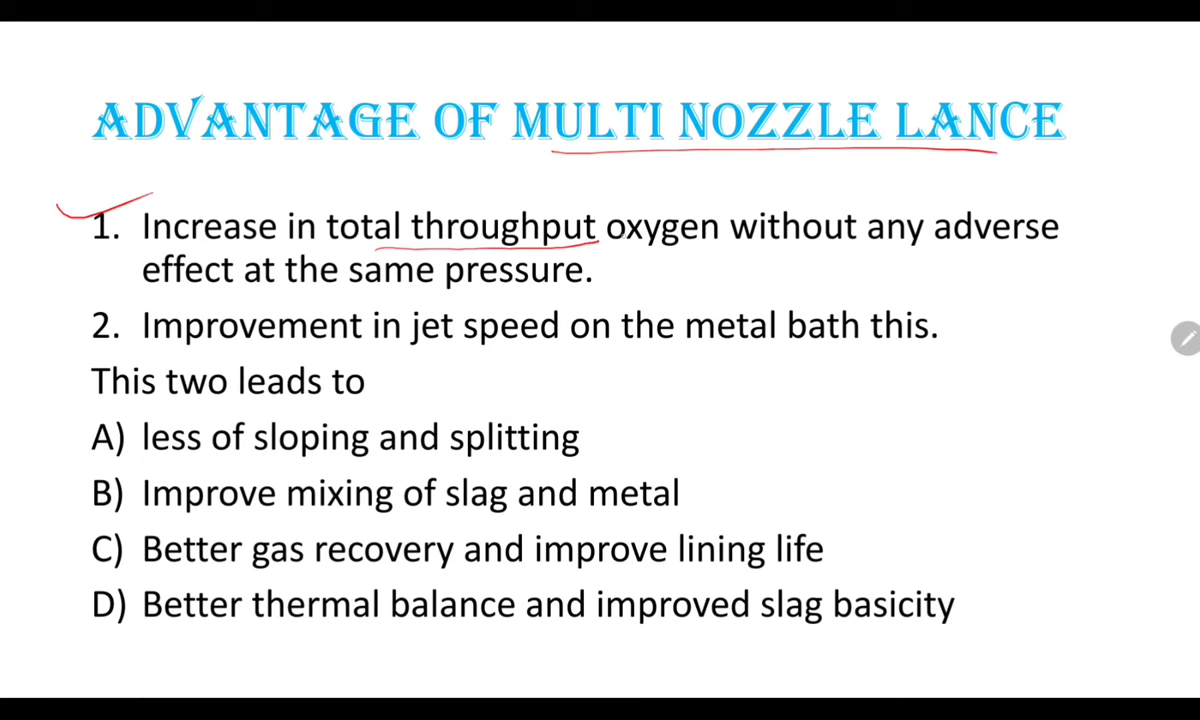 ADVANTAGE OF MULTI NOZZLE LANCE
1. Increase in total throughput oxygen without any adverse
effect at the same pressure.
2. Improvement in jet speed on the metal bath this.
This two leads to
A) less of sloping and splitting
B) Improve mixing of slag and metal
C) Better gas recovery and improve lining life
D) Better thermal balance and improved slag basicity